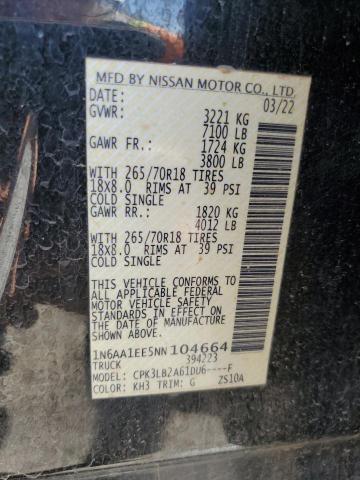 MFD BY NISSAN MOTOR CO., LTD.
DATE: 03/22
GVWR: 3221 KG
7100 LB
GAWR FR.: 1724 KG
3800 LB
WITH 265/70R18 TIRES
18X8.0 RIMS AT 39 PSI
COLD SINGLE
GAWR RR.: 1820 KG
4012 LB
WITH 265/70R18 TIRES
18X8.0 RIMS AT 39 PSI
COLD SINGLE
THIS VEHICLE CONFORMS TO
ALL APPLICABLE FEDERAL
MOTOR VEHICLE SAFETY
STANDARDS IN EFFECT ON
THE DATE OF MANUFACTURE
SHOWN ABOVE.
1N6AA1EE5NN104664
TRUCK 394223
MODEL: CPK3LB2A61DU6----F
COLOR: KH3 TRIM: G ZS10A